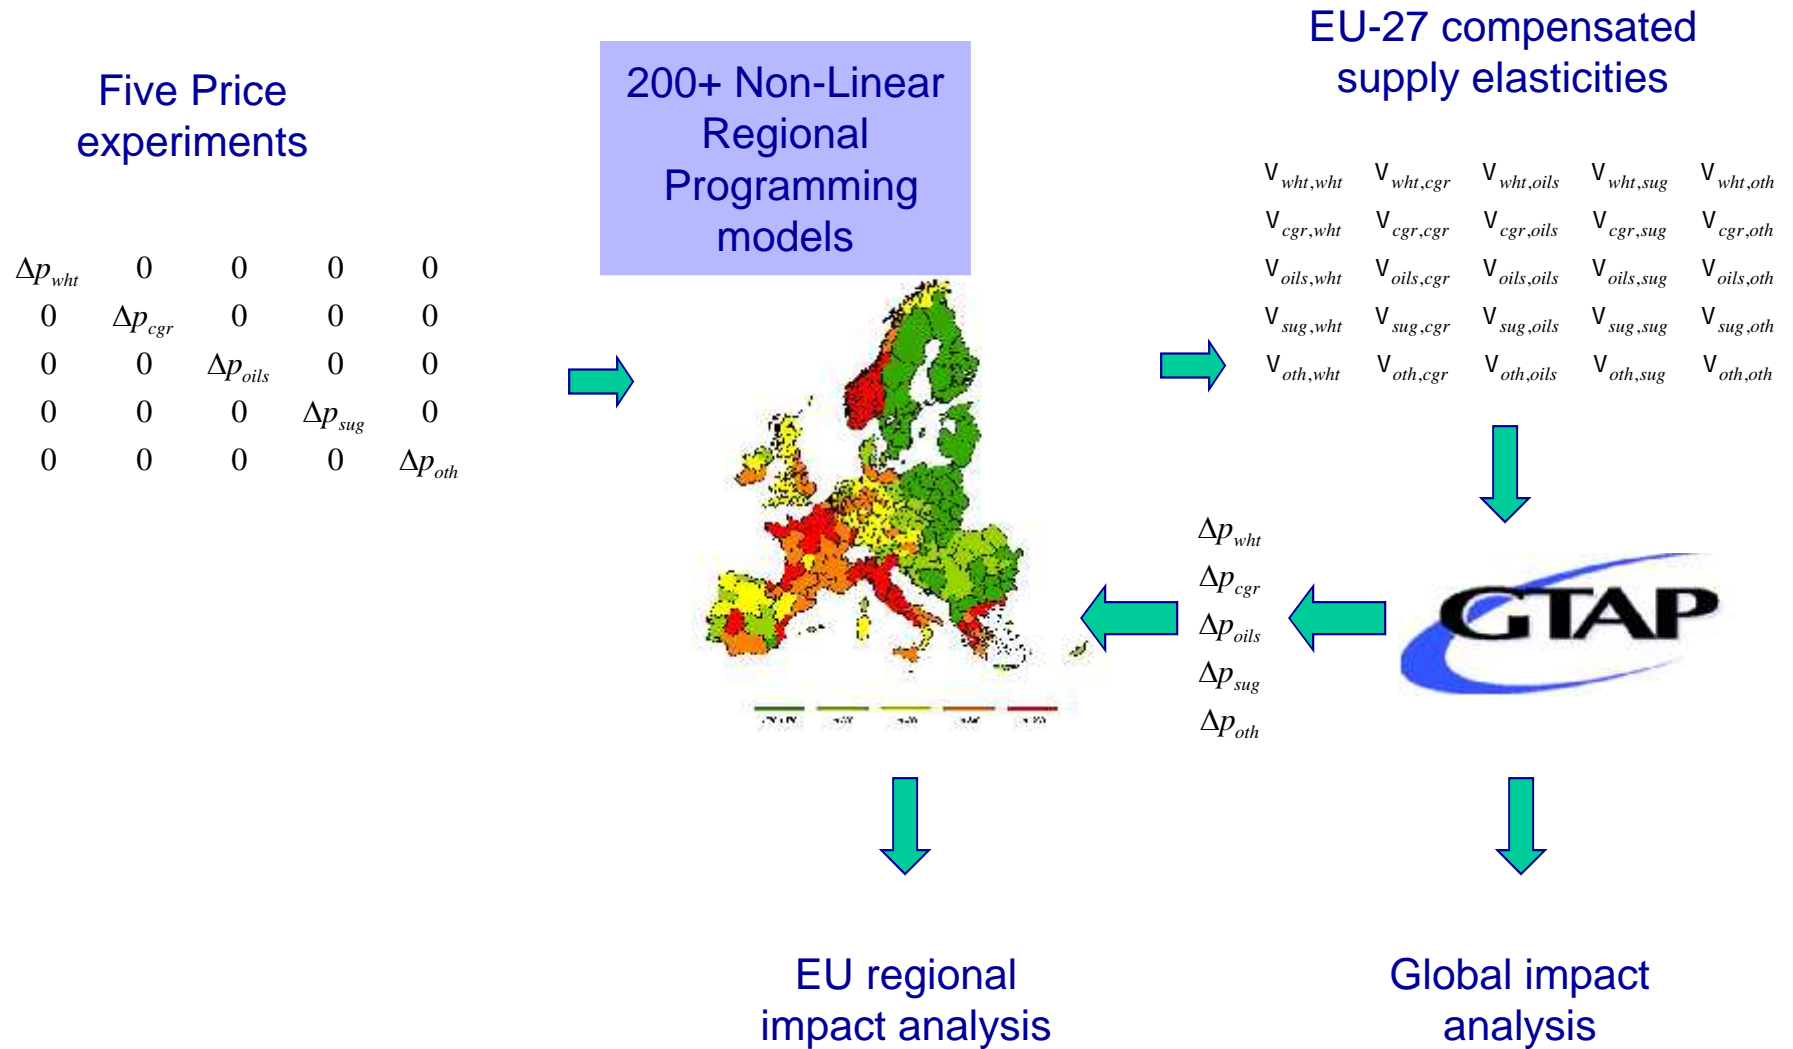 Five Price
experiments
Δp wht 0 0 0 0
0 Δp cgr 0 0 0
0 0 Δp oils 0 0
0 0 0 Δp sug 0
0 0 0 0 Δp oth
200+ Non-Linear
Regional
Programming
models
EU-27 compensated
supply elasticities
V wht,wht V wht,cgr V wht,oils V wht,sug V wht,oth
V cgr,wht V cgr,cgr V cgr,oils V cgr,sug V cgr,oth
V oils,wht V oils,cgr V oils,oils V oils,sug V oils,oth
V sug,wht V sug,cgr V sug,oils V sug,sug V sug,oth
V oth,wht V oth,cgr V oth,oils V oth,sug V oth,oth
Δp wht
Δp cgr
Δp oils
Δp sug
Δp oth
GTAP
EU regional
impact analysis
Global impact
analysis